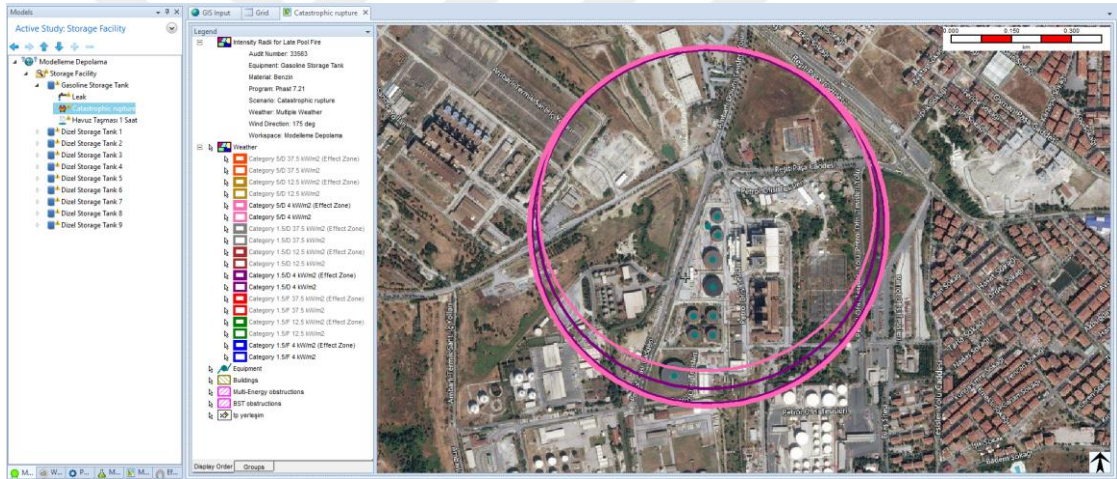 Models
Active Study: Storage Facility
Modelleme Depolama
Storage Facility
Gasoline Storage Tank
Leak
Catastrophic rupture
Havuz Taşması 1 Saat
Dizel Storage Tank 1
Dizel Storage Tank 2
Dizel Storage Tank 3
Dizel Storage Tank 4
Dizel Storage Tank 5
Dizel Storage Tank 6
Dizel Storage Tank 7
Dizel Storage Tank 8
Dizel Storage Tank 9
M... W... P... M... M... Ef...
GIS Input Grid Catastrophic rupture
Legend
Intensity Radii for Late Pool Fire
Audit Number: 33563
Equipment: Gasoline Storage Tank
Material: Benzin
Program: Phast 7.21
Scenario: Catastrophic rupture
Weather: Multiple Weather
Wind Direction: 175 deg
Workspace: Modelleme Depolama
Weather
Category 5/D 37.5 kW/m2 (Effect Zone)
Category 5/D 37.5 kW/m2
Category 5/D 12.5 kW/m2 (Effect Zone)
Category 5/D 12.5 kW/m2
Category 5/D 4 kW/m2 (Effect Zone)
Category 5/D 4 kW/m2
Category 1.5/D 37.5 kW/m2 (Effect Zone)
Category 1.5/D 37.5 kW/m2
Category 1.5/D 12.5 kW/m2 (Effect Zone)
Category 1.5/D 12.5 kW/m2
Category 1.5/D 4 kW/m2 (Effect Zone)
Category 1.5/D 4 kW/m2
Category 1.5/F 37.5 kW/m2 (Effect Zone)
Category 1.5/F 37.5 kW/m2
Category 1.5/F 12.5 kW/m2 (Effect Zone)
Category 1.5/F 12.5 kW/m2
Category 1.5/F 4 kW/m2 (Effect Zone)
Category 1.5/F 4 kW/m2
Equipment
Buildings
Multi-Energy obstructions
BST obstructions
Ip yerleşim
Display Order Groups
0.000 0.150 0.300
km